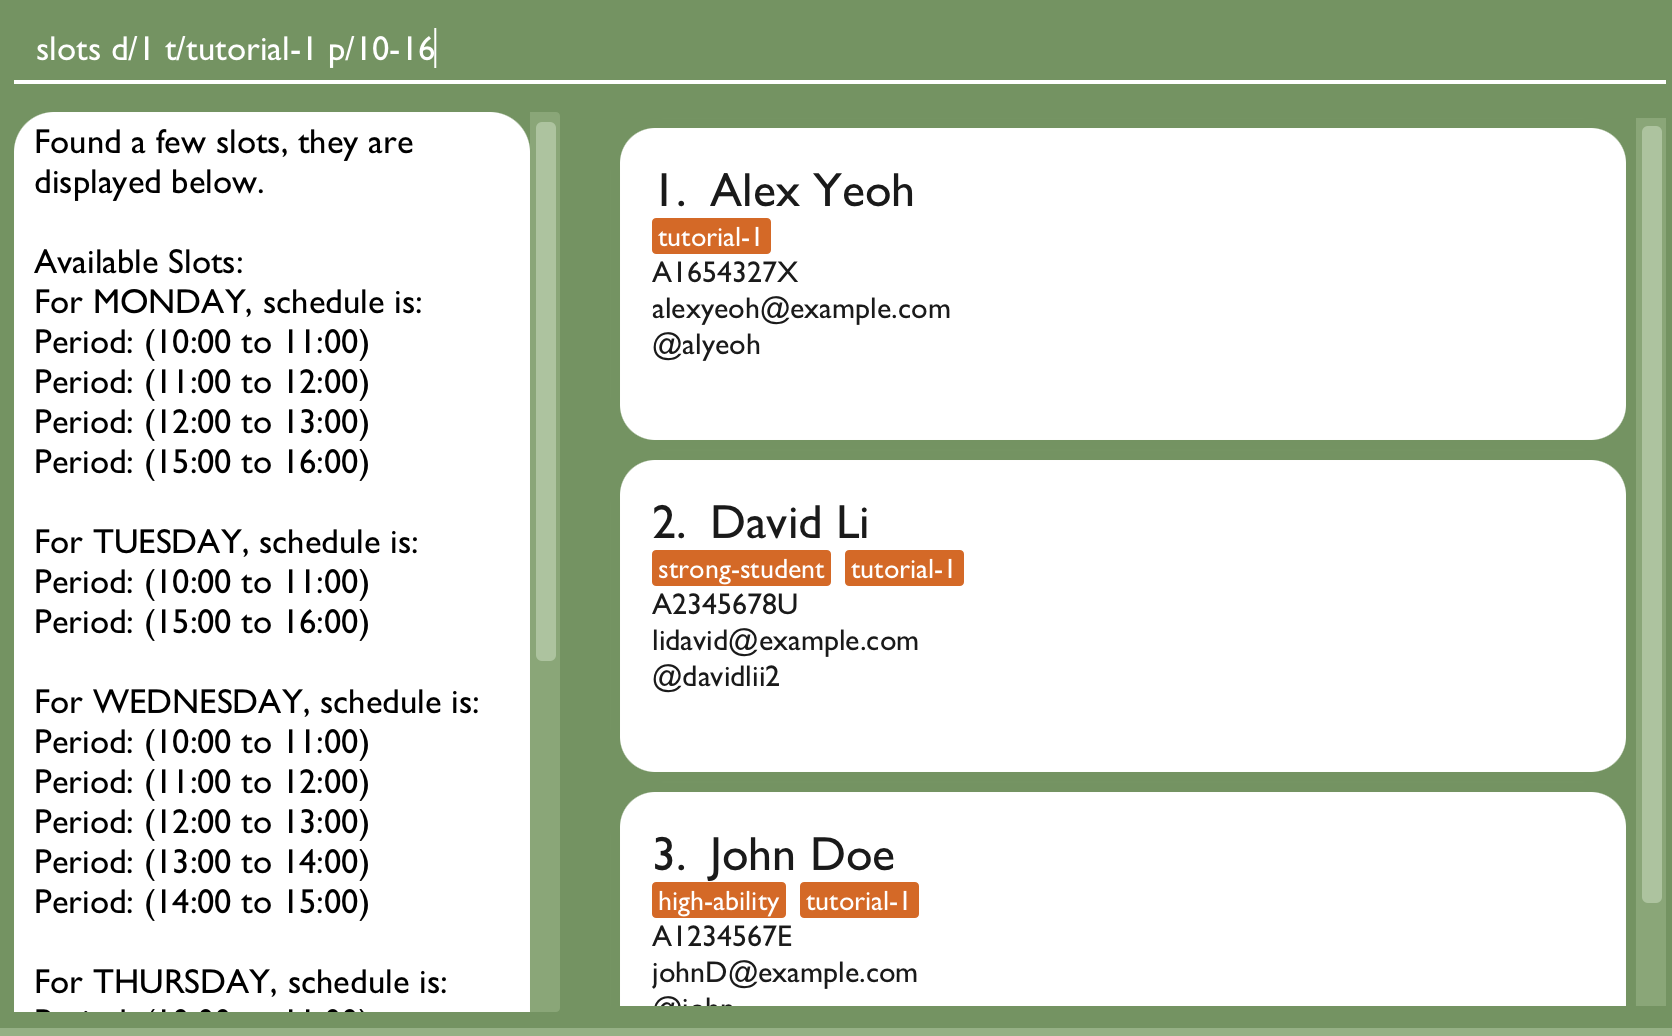 slots d/1 t/tutorial-1 p/10-16
Found a few slots, they are
displayed below.
Available Slots:
For MONDAY, schedule is:
Period: (10:00 to 11:00)
Period: (11:00 to 12:00)
Period: (12:00 to 13:00)
Period: (15:00 to 16:00)
For TUESDAY, schedule is:
Period: (10:00 to 11:00)
Period: (15:00 to 16:00)
For WEDNESDAY, schedule is:
Period: (10:00 to 11:00)
Period: (11:00 to 12:00)
Period: (12:00 to 13:00)
Period: (13:00 to 14:00)
Period: (14:00 to 15:00)
For THURSDAY, schedule is:
1. Alex Yeoh
tutorial-1
A1654327X
alexyeoh@example.com
@alyeoh
2. David Li
strong-student tutorial-1
A2345678U
lidavid@example.com
@davidlii2
3. John Doe
high-ability tutorial-1
A1234567E
johnD@example.com